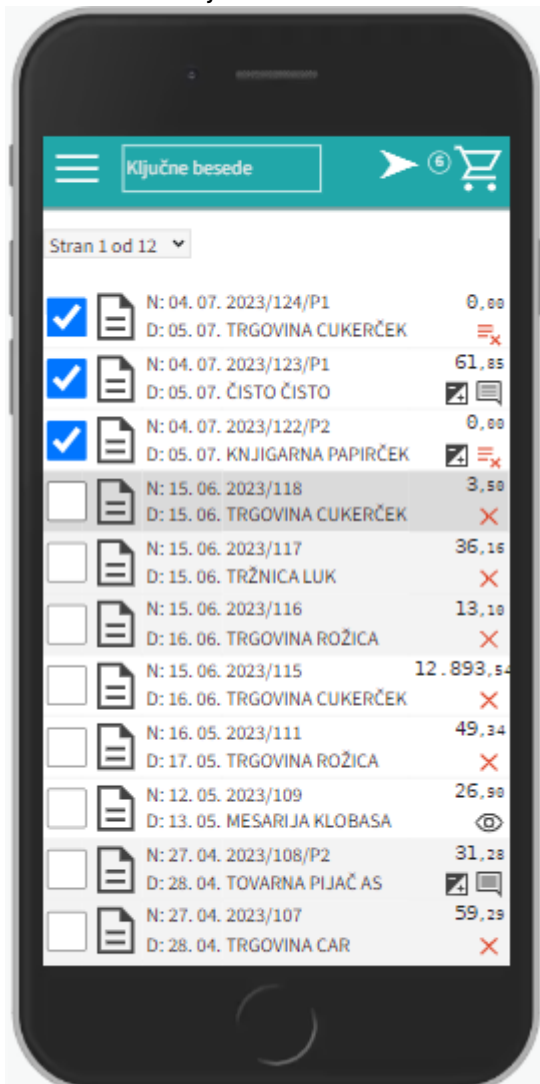 Ključne besede
6
Stran 1 od 12
N: 04. 07. 2023/124/P1 0,00
D: 05. 07. TRGOVINA CUKERČEK
N: 04. 07. 2023/123/P1 61,85
D: 05. 07. ČISTO ČISTO
N: 04. 07. 2023/122/P2 0,00
D: 05. 07. KNJIGARNA PAPIRČEK
N: 15. 06. 2023/118 3,50
D: 15. 06. TRGOVINA CUKERČEK
N: 15. 06. 2023/117 36,16
D: 15. 06. TRŽNICA LUK
N: 15. 06. 2023/116 13,10
D: 16. 06. TRGOVINA ROŽICA
N: 15. 06. 2023/115 12.893,54
D: 16. 06. TRGOVINA CUKERČEK
N: 16. 05. 2023/111 49,34
D: 17. 05. TRGOVINA ROŽICA
N: 12. 05. 2023/109 26,90
D: 13. 05. MESARIJA KLOBASA
N: 27. 04. 2023/108/P2 31,28
D: 28. 04. TOVARNA PIJAČ AS
N: 27. 04. 2023/107 59,29
D: 28. 04. TRGOVINA CAR